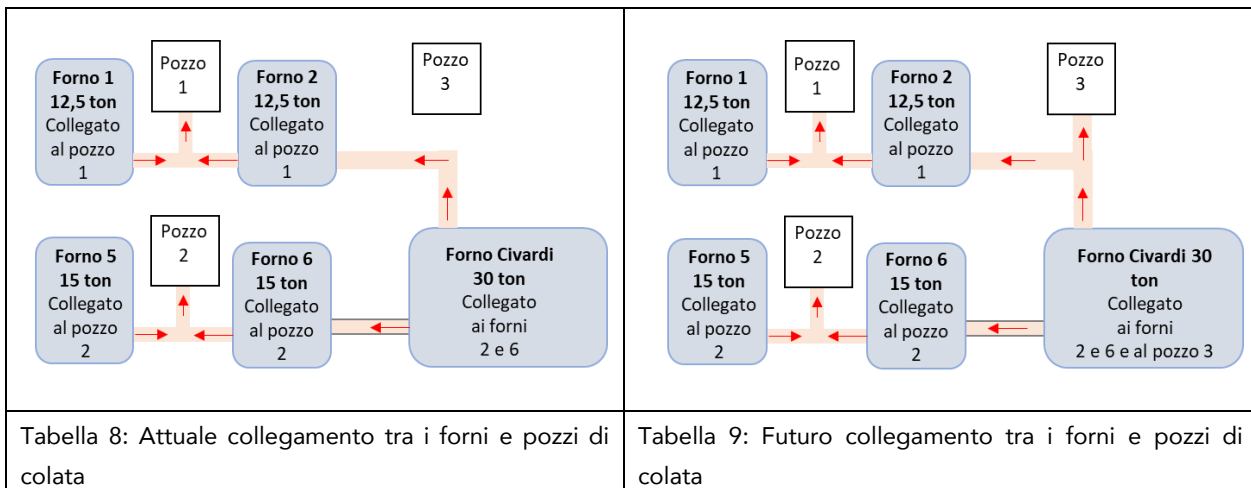 Forno 1
12,5 ton
Collegato
al pozzo
1
Pozzo
1
Forno 2
12,5 ton
Collegato
al pozzo
1
Pozzo
3
Forno 5
15 ton
Collegato
al pozzo
2
Pozzo
2
Forno 6
15 ton
Collegato
al pozzo
2
Forno Civardi
30 ton
Collegato
ai forni
2 e 6
Tabella 8: Attuale collegamento tra i forni e pozzi di
colata
Forno 1
12,5 ton
Collegato
al pozzo
1
Pozzo
1
Forno 2
12,5 ton
Collegato
al pozzo
1
Pozzo
3
Forno 5
15 ton
Collegato
al pozzo
2
Pozzo
2
Forno 6
15 ton
Collegato
al pozzo
2
Forno Civardi 30
ton
Collegato
ai forni
2 e 6 e al pozzo 3
Tabella 9: Futuro collegamento tra i forni e pozzi di
colata